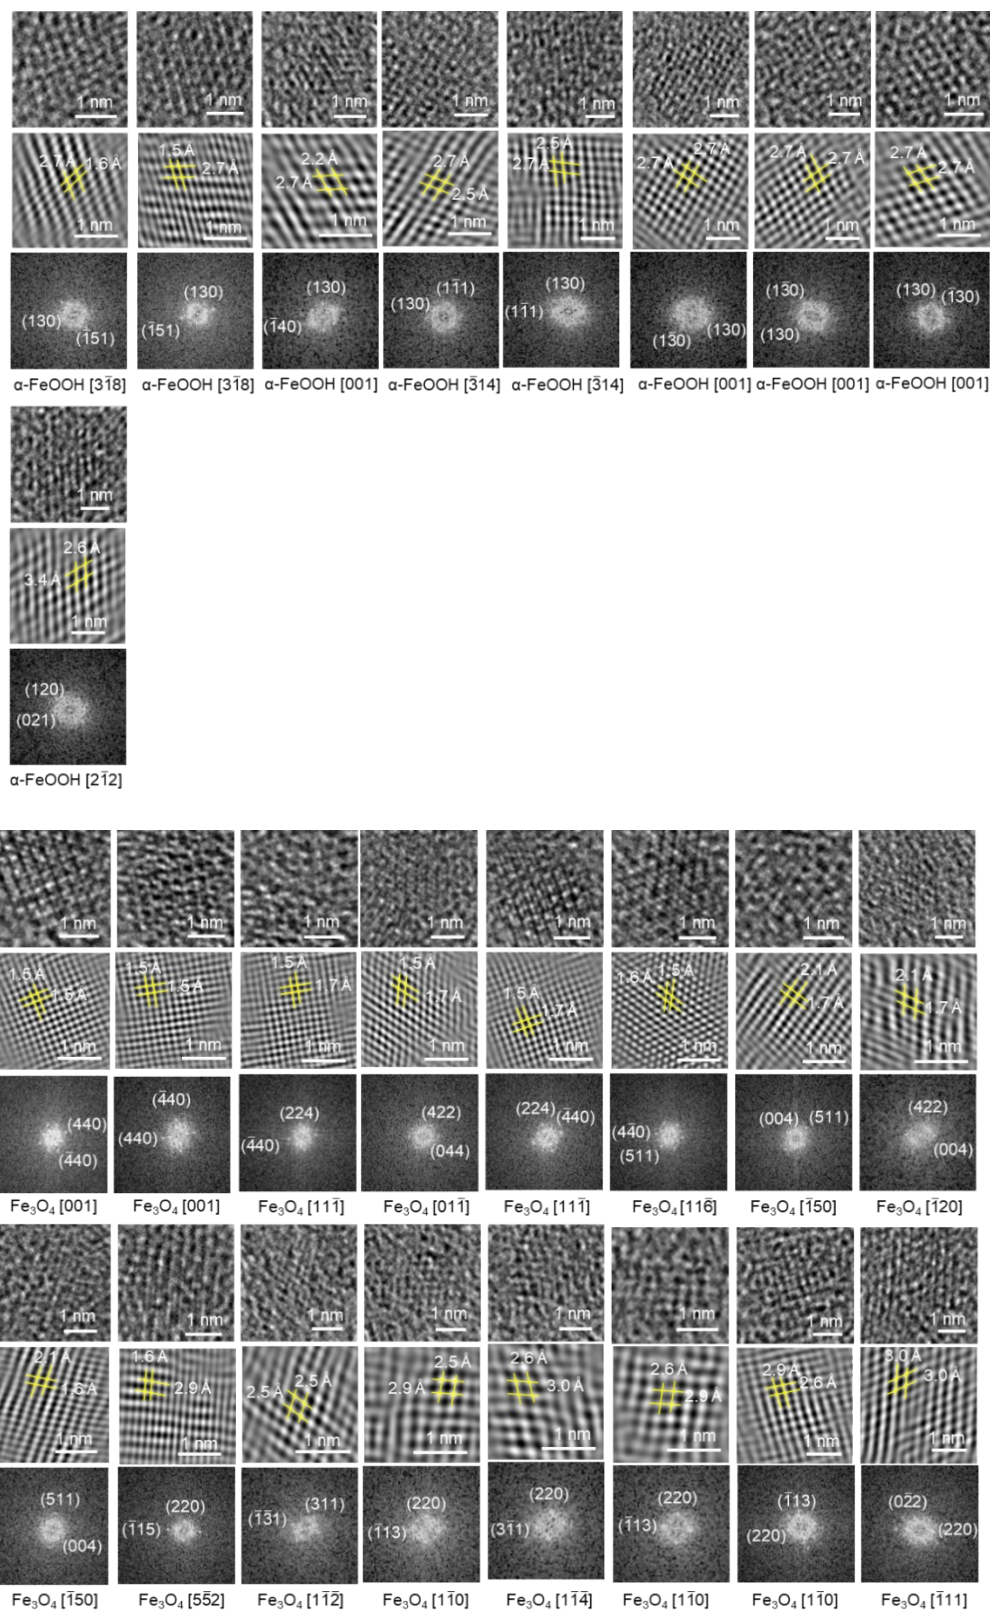 1 nm 1 nm 1 nm 1 nm 1 nm 1 nm 1 nm 1 nm
2.7 Å 1.6 Å 1.5 Å 2.7 Å 2.2 Å 2.7 Å 2.7 Å 2.5 Å 2.5 Å 2.7 Å 2.7 Å 2.7 Å 2.7 Å 2.7 Å 2.7 Å 2.7 Å
1 nm 1 nm 1 nm 1 nm 1 nm 1 nm 1 nm 1 nm
(130) (1̅51) (130) (1̅51) (130) (1̅40) (11̅1) (130) (130) (11̅1) (130) (13̅0) (13̅0) (130) (130) (1̅30)
α-FeOOH [31̅8] α-FeOOH [31̅8] α-FeOOH [001] α-FeOOH [3̅14] α-FeOOH [3̅14] α-FeOOH [001] α-FeOOH [001] α-FeOOH [001]
1 nm
2.6 Å
3.4 Å
1 nm
(120)
(021)
α-FeOOH [21̅2]
1 nm 1 nm 1 nm 1 nm 1 nm 1 nm 1 nm 1 nm
1.5 Å 1.5 Å 1.5 Å 1.5 Å 1.5 Å 1.7 Å 1.5 Å 1.7 Å 1.5 Å 1.7 Å 1.6 Å 1.5 Å 2.1 Å 1.7 Å 2.1 Å 1.7 Å
1 nm 1 nm 1 nm 1 nm 1 nm 1 nm 1 nm 1 nm
(440) (4̅40) (4̅40) (440) (224) (4̅40) (422) (044) (224) (4̅40) (44̅0) (511) (004) (511) (422) (004)
Fe₃O₄ [001] Fe₃O₄ [001] Fe₃O₄ [111̅] Fe₃O₄ [011̅] Fe₃O₄ [111̅] Fe₃O₄ [116̅] Fe₃O₄ [1̅50] Fe₃O₄ [1̅20]
1 nm 1 nm 1 nm 1 nm 1 nm 1 nm 1 nm 1 nm
2.1 Å 1.6 Å 1.6 Å 2.9 Å 2.5 Å 2.5 Å 2.5 Å 2.9 Å 2.6 Å 3.0 Å 2.6 Å 2.9 Å 2.9 Å 2.6 Å 3.0 Å 3.0 Å
1 nm 1 nm 1 nm 1 nm 1 nm 1 nm 1 nm 1 nm
(511) (004) (220) (1̅15) (311) (1̅3̅1) (220) (1̅13) (220) (31̅1) (220) (1̅13) (1̅13) (220) (02̅2) (220)
Fe₃O₄ [1̅50] Fe₃O₄ [55̅2] Fe₃O₄ [11̅2̅] Fe₃O₄ [11̅0] Fe₃O₄ [11̅4̅] Fe₃O₄ [11̅0] Fe₃O₄ [11̅0] Fe₃O₄ [1̅11]